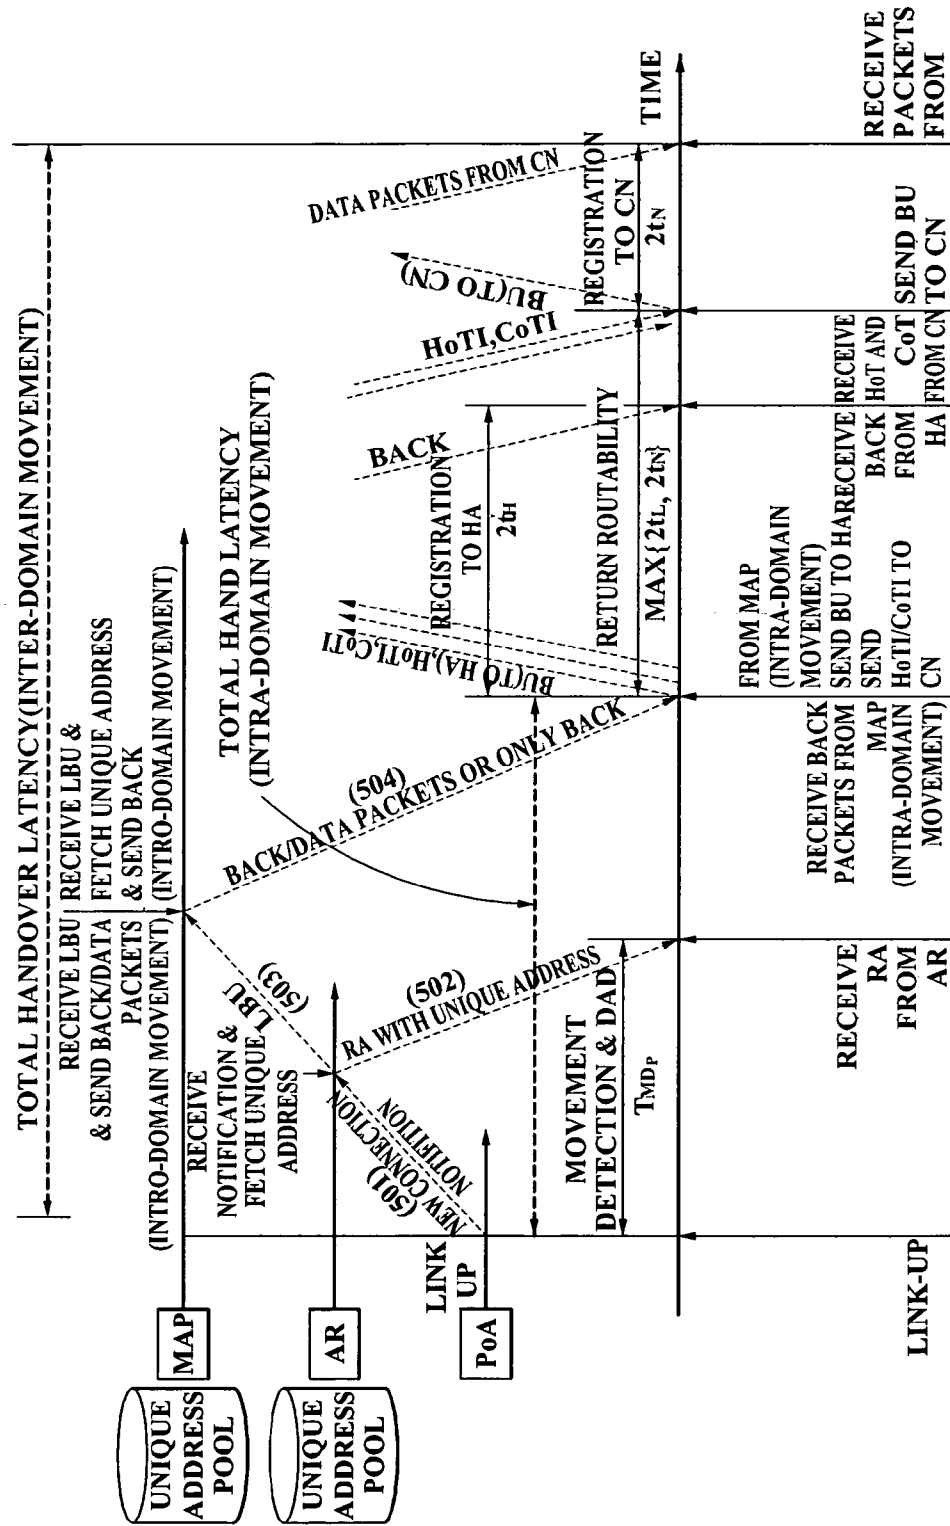 TOTAL HANDOVER LATENCY(INTER-DOMAIN MOVEMENT)
RECEIVE LBU
& SEND BACK/DATA
PACKETS
(INTRO-DOMAIN MOVEMENT)
RECEIVE LBU &
FETCH UNIQUE ADDRESS
& SEND BACK
(INTRO-DOMAIN MOVEMENT)
UNIQUE
ADDRESS
POOL
MAP
RECEIVE
NOTIFICATION &
FETCH UNIQUE
ADDRESS
LBU
(503)
TOTAL HAND LATENCY
(INTRA-DOMAIN MOVEMENT)
UNIQUE
ADDRESS
POOL
AR
(501)
NEW CONNECTION
NOTIFITION
(502)
RA WITH UNIQUE ADDRESS
(504)
BACK/DATA PACKETS OR ONLY BACK
BU(TO HA),HoTI,CoTI
BACK
HoTI,CoTI
BU(TO CN)
DATA PACKETS FROM CN
LINK
UP
PoA
REGISTRATION
TO HA
2tH
MOVEMENT
DETECTION & DAD
TMDP
RETURN ROUTABILITY
MAX{2tL, 2tN}
REGISTRATION
TO CN
2tN
TIME
LINK-UP
RECEIVE
RA
FROM
AR
RECEIVE BACK
PACKETS FROM
MAP
(INTRA-DOMAIN
MOVEMENT)
FROM MAP
(INTRA-DOMAIN
MOVEMENT)
SEND BU TO HA
SEND
HoTI/CoTI TO
CN
RECEIVE
BACK
FROM
HA
RECEIVE
HoT AND
CoT
FROM CN
SEND BU
TO CN
RECEIVE
PACKETS
FROM